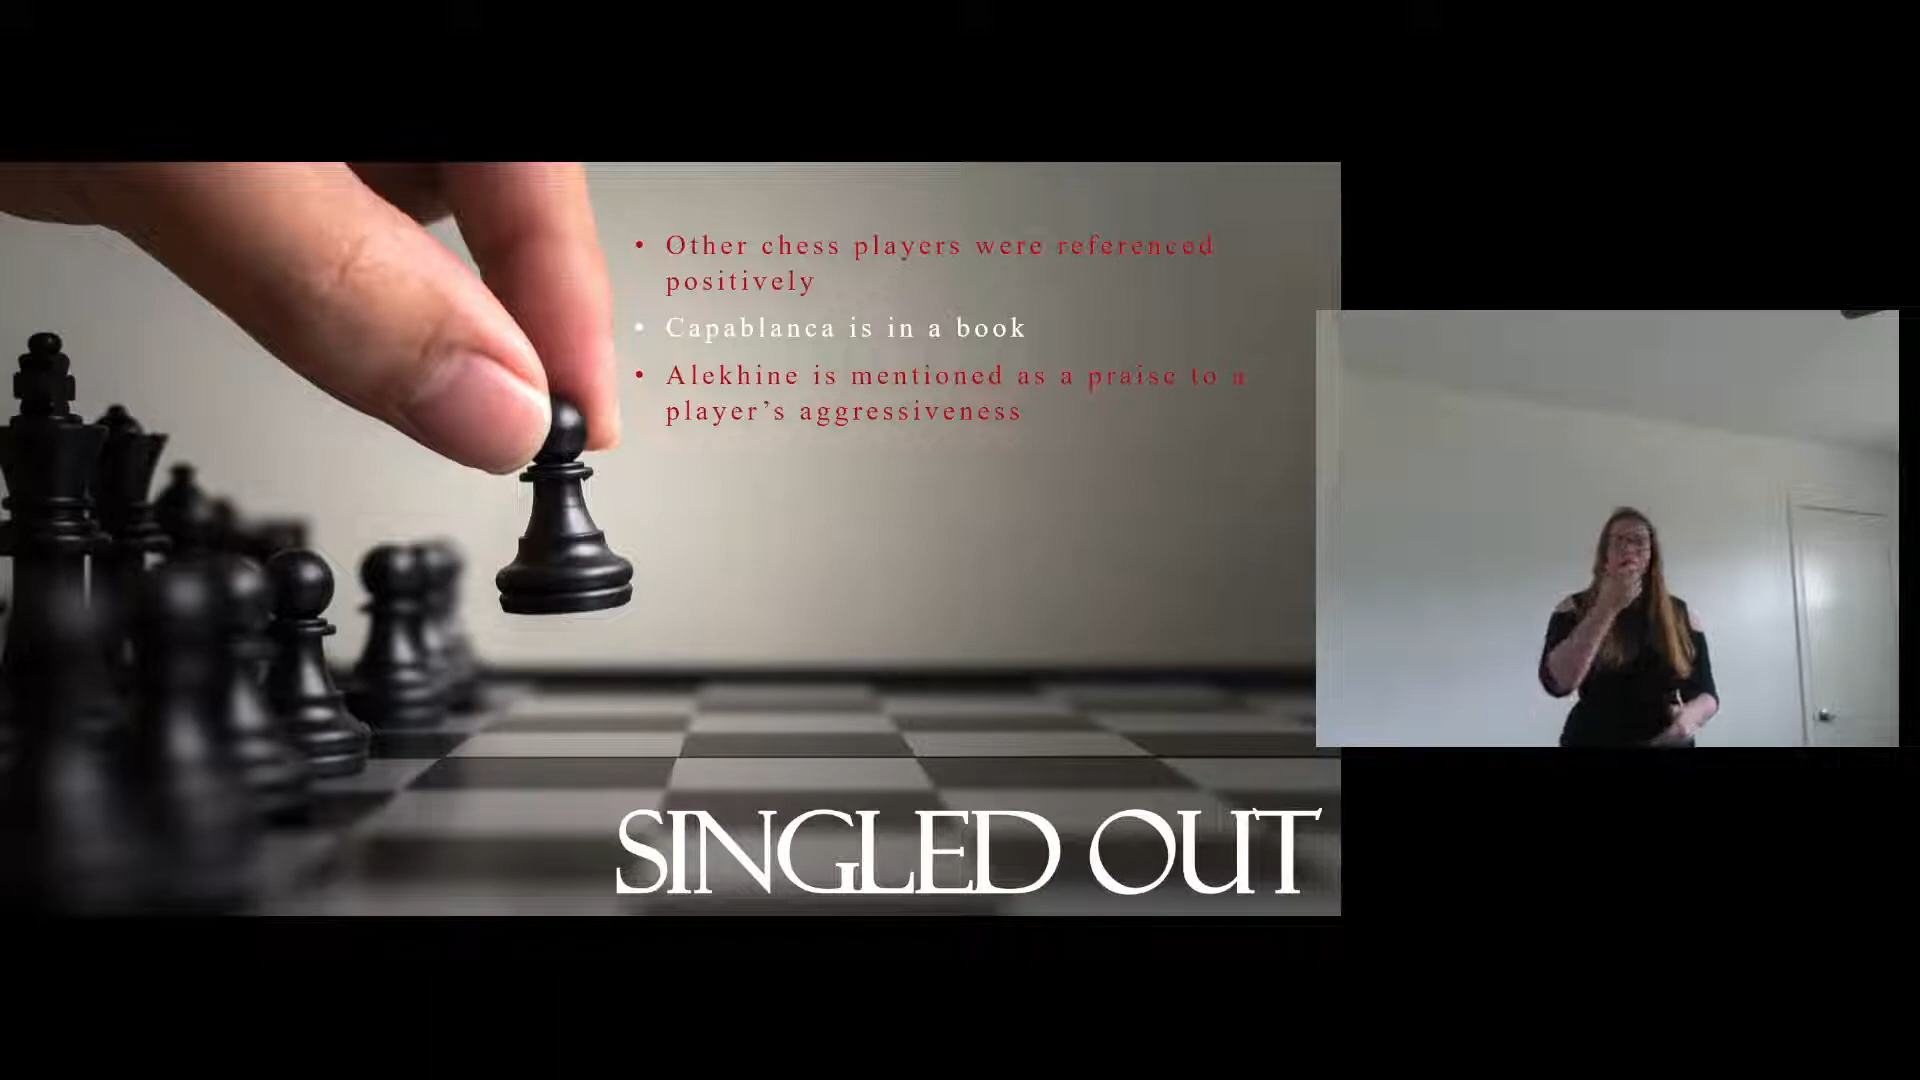 • Other chess players were referenced
positively
• Capablanca is in a book
• Alekhine is mentioned as a praise to a
player’s aggressiveness
SINGLED OUT